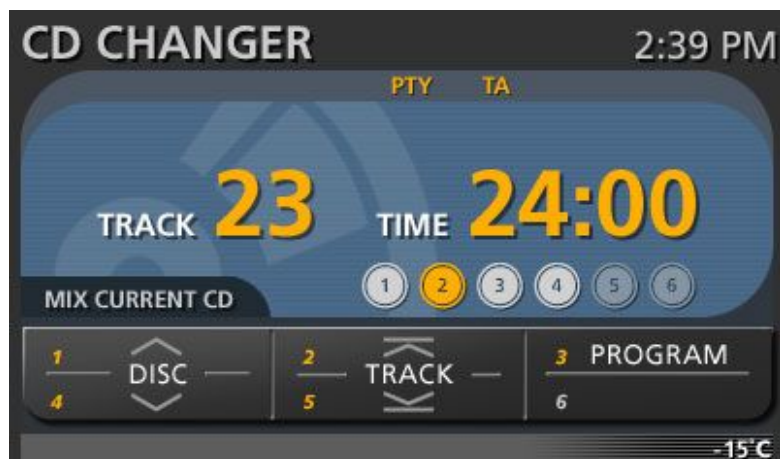 CD CHANGER 2:39 PM
PTY TA
TRACK 23 TIME 24:00
MIX CURRENT CD 1 2 3 4 5 6
1 DISC 2 TRACK 3 PROGRAM
4 5 6
-15°C